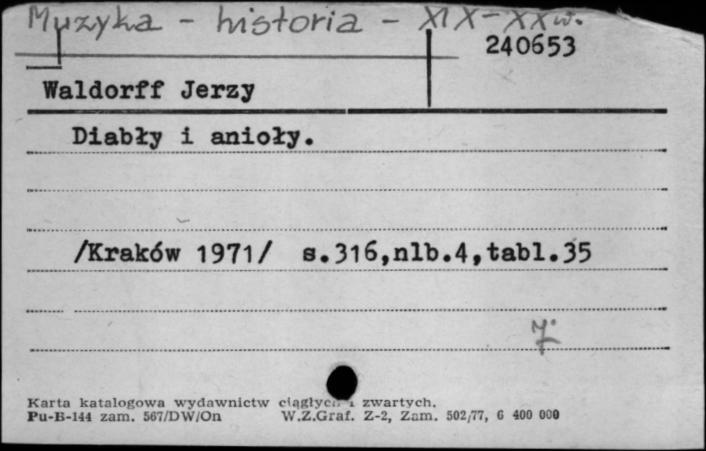 Muzyka - historia - XIX-XX w.
240653
Waldorff Jerzy
Diabły i anioły.
/Kraków 1971/ s.316,nlb.4,tabl.35
Karta katalogowa wydawnictw ciągłych i zwartych.
Pu-B-144 zam. 567/DW/On W.Z.Graf. Z-2, Zam. 502/77, 6 400 000